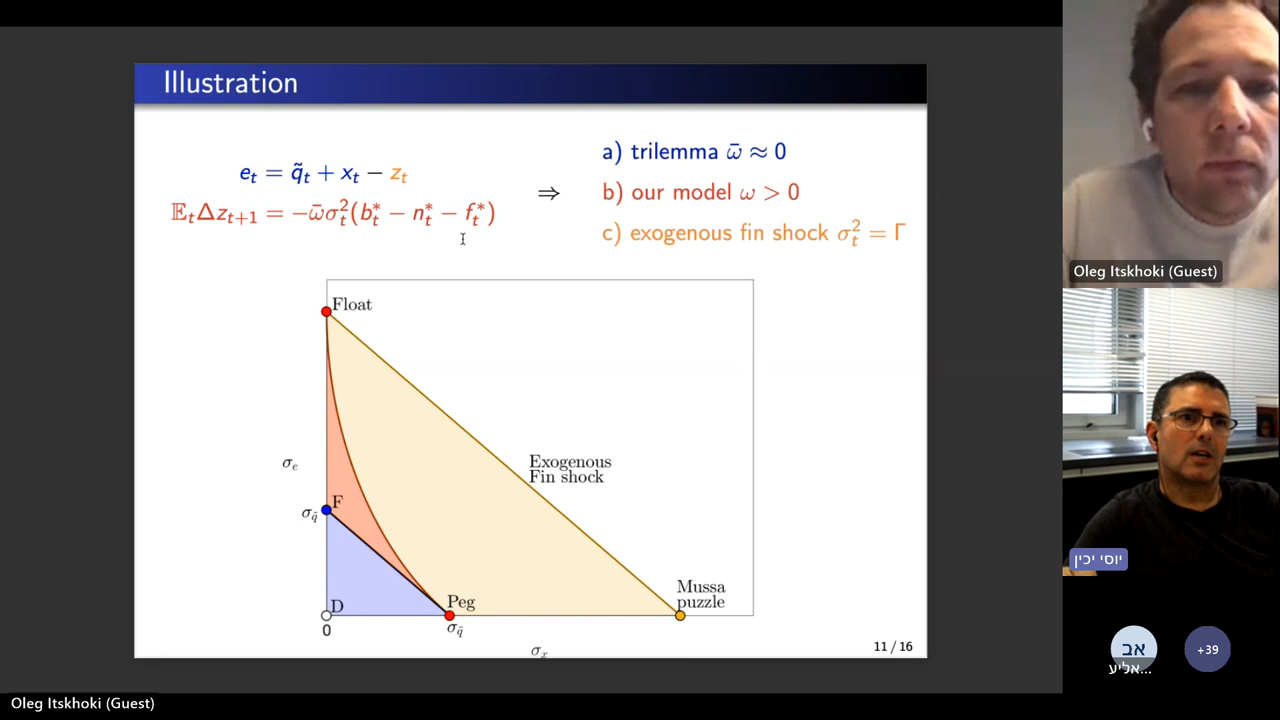 Illustration
e_t = q̃_t + x_t − z_t
𝔼_tΔz_{t+1} = −ω̄σ_t^2(b_t^* − n_t^* − f_t^*)
⇒
a) trilemma ω̄ ≈ 0
b) our model ω > 0
c) exogenous fin shock σ_t^2 = Γ
Float
Exogenous
Fin shock
σ_e
F
σ_q̃
Mussa
puzzle
D
Peg
0
σ_q̃
σ_x
11 / 16
Oleg Itskhoki (Guest)
יוסי יכין
אב
אליע...
+39
Oleg Itskhoki (Guest)